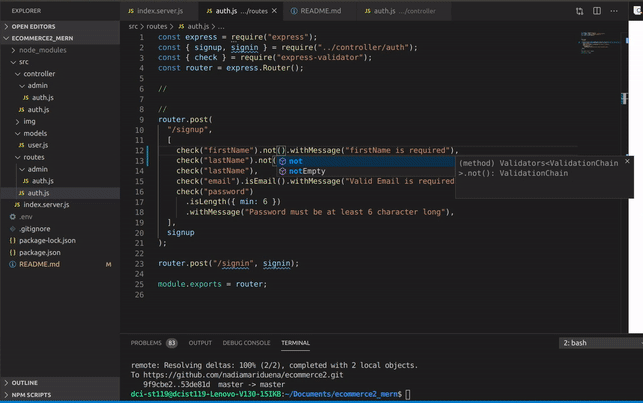 EXPLORER
OPEN EDITORS
ECOMMERCE2_MERN
node_modules
src
controller
admin
JS auth.js
JS auth.js
img
models
JS user.js
routes
admin
JS auth.js
JS auth.js
JS index.server.js
.env
.gitignore
{} package-lock.json
{} package.json
README.md M
OUTLINE
NPM SCRIPTS
JS index.server.js
JS auth.js .../routes ×
README.md
JS auth.js .../controller
src > routes > JS auth.js > ...
1 const express = require("express");
2 const { signup, signin } = require("../controller/auth");
3 const { check } = require("express-validator");
4 const router = express.Router();
5
6 //
7
8 //
9 router.post(
10 "/signup",
11 [
12 check("firstName").not().withMessage("firstName is required"),
13 check("lastName").not(
14 check("lastName"),
15 check("email").isEmail().withMessage("Valid Email is required
16 check("password")
17 .isLength({ min: 6 })
18 .withMessage("Password must be at least 6 character long"),
19 ],
20 signup
21 );
22
23 router.post("/signin", signin);
24
25 module.exports = router;
26
not
notEmpty
(method) Validators<ValidationChain
>.not(): ValidationChain
PROBLEMS 83 OUTPUT DEBUG CONSOLE TERMINAL 2: bash
remote: Resolving deltas: 100% (2/2), completed with 2 local objects.
To https://github.com/nadiamariduena/ecommerce2.git
9f9cbe2..53de81d master -> master
dci-st119@dcist119-Lenovo-V130-15IKB:~/Documents/ecommerce2_mern$